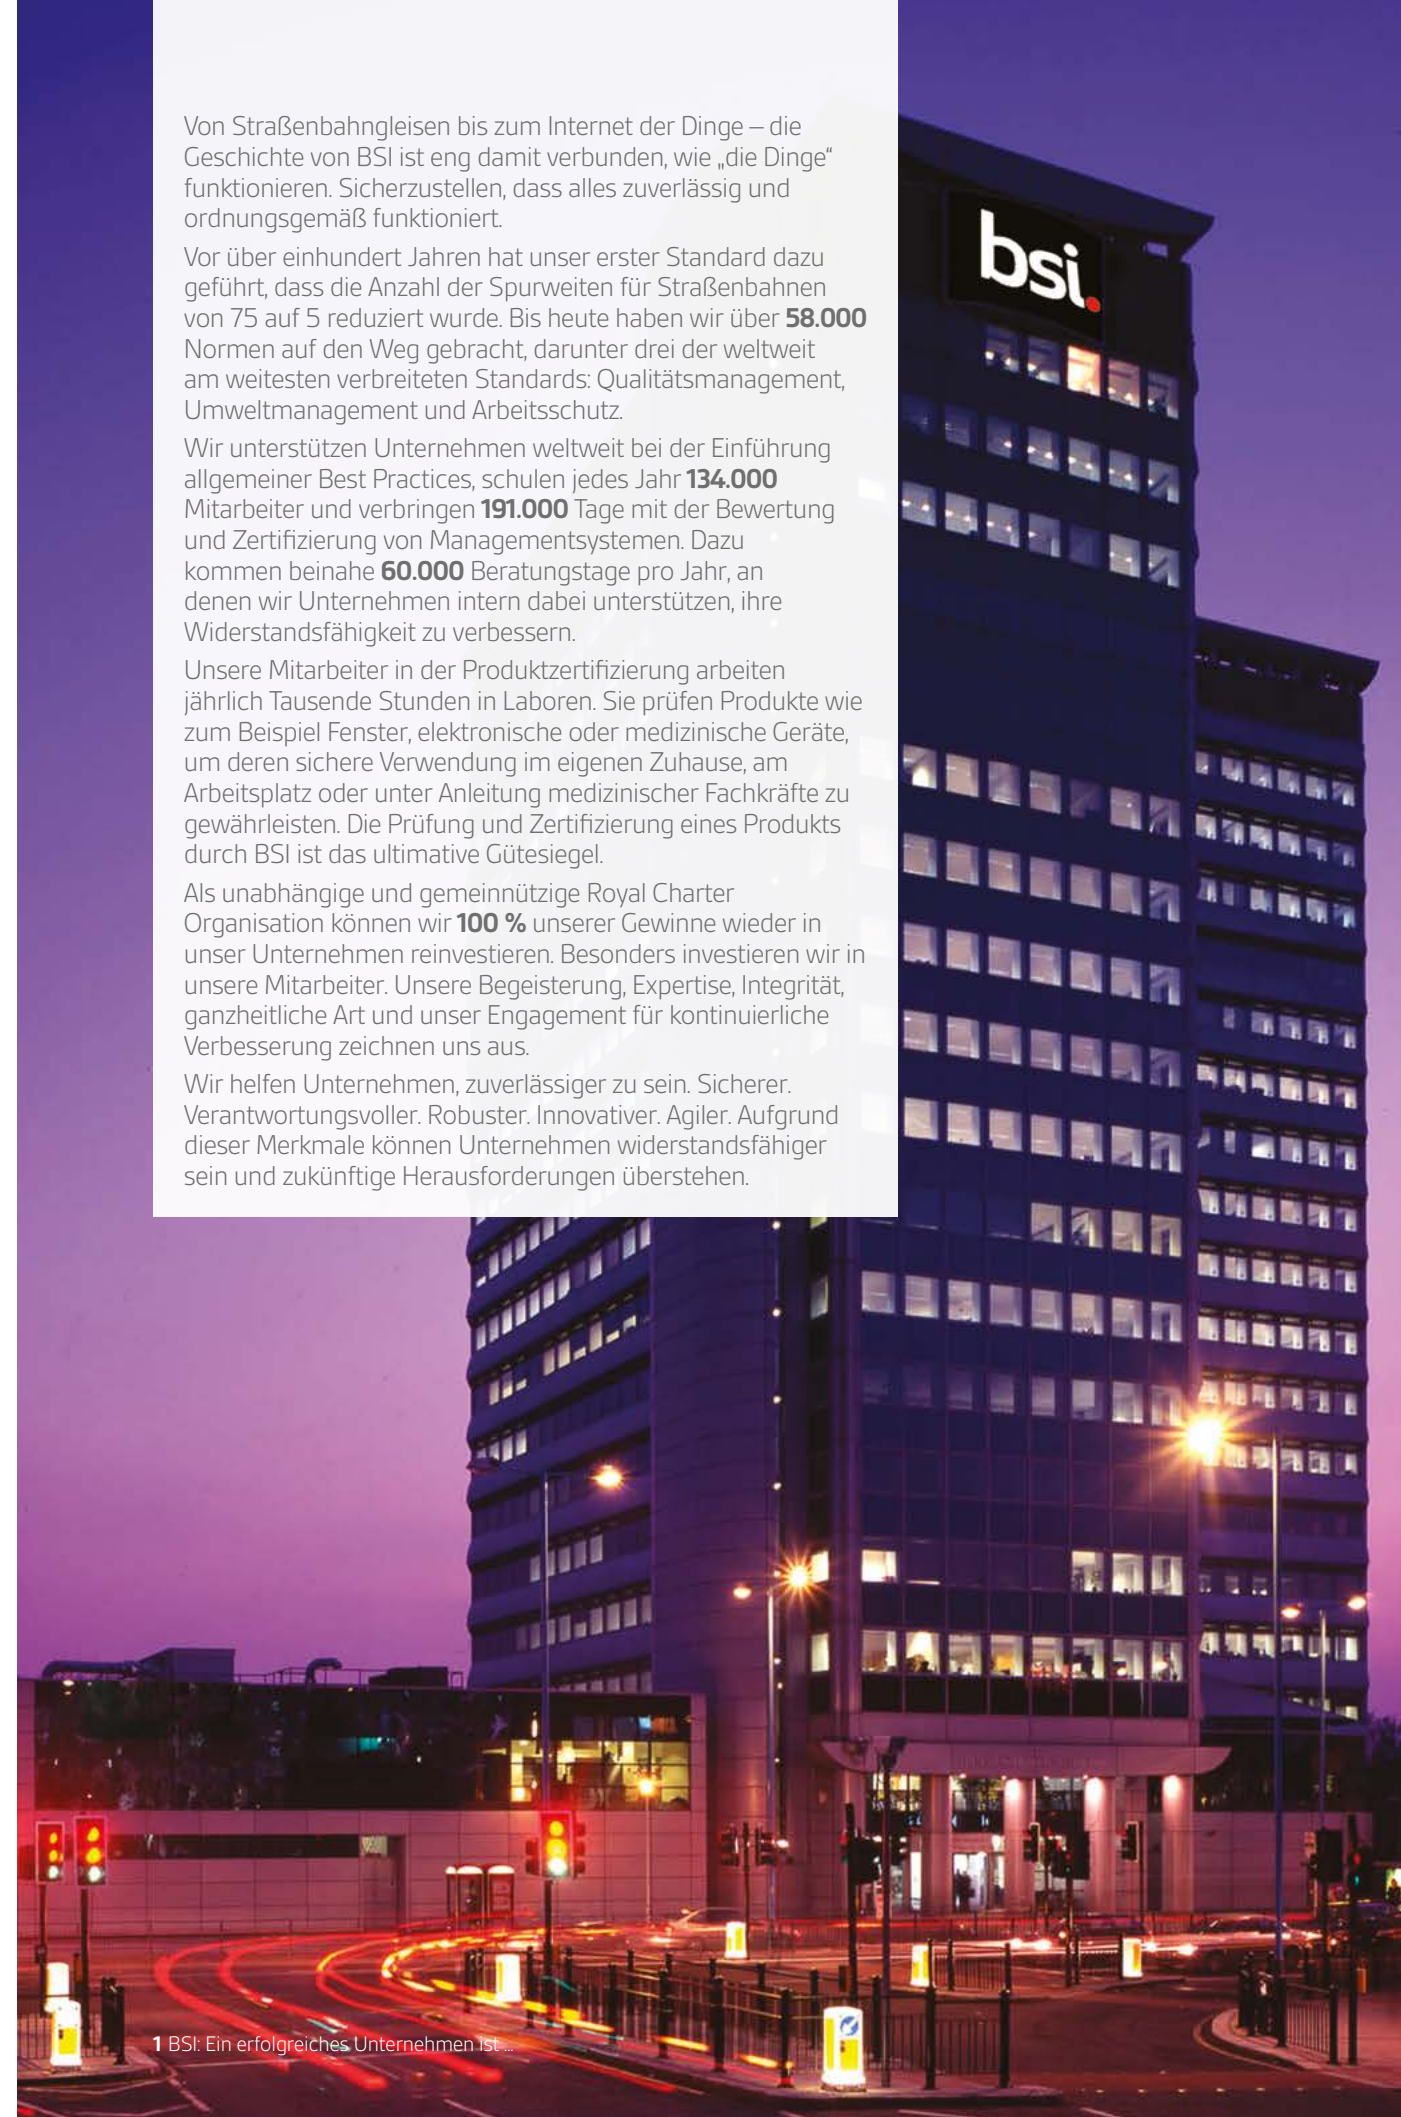 Von Straßenbahngleisen bis zum Internet der Dinge – die
Geschichte von BSI ist eng damit verbunden, wie „die Dinge“
funktionieren. Sicherzustellen, dass alles zuverlässig und
ordnungsgemäß funktioniert.
Vor über einhundert Jahren hat unser erster Standard dazu
geführt, dass die Anzahl der Spurweiten für Straßenbahnen
von 75 auf 5 reduziert wurde. Bis heute haben wir über 58.000
Normen auf den Weg gebracht, darunter drei der weltweit
am weitesten verbreiteten Standards: Qualitätsmanagement,
Umweltmanagement und Arbeitsschutz.
Wir unterstützen Unternehmen weltweit bei der Einführung
allgemeiner Best Practices, schulen jedes Jahr 134.000
Mitarbeiter und verbringen 191.000 Tage mit der Bewertung
und Zertifizierung von Managementsystemen. Dazu
kommen beinahe 60.000 Beratungstage pro Jahr, an
denen wir Unternehmen intern dabei unterstützen, ihre
Widerstandsfähigkeit zu verbessern.
Unsere Mitarbeiter in der Produktzertifizierung arbeiten
jährlich Tausende Stunden in Laboren. Sie prüfen Produkte wie
zum Beispiel Fenster, elektronische oder medizinische Geräte,
um deren sichere Verwendung im eigenen Zuhause, am
Arbeitsplatz oder unter Anleitung medizinischer Fachkräfte zu
gewährleisten. Die Prüfung und Zertifizierung eines Produkts
durch BSI ist das ultimative Gütesiegel.
Als unabhängige und gemeinnützige Royal Charter
Organisation können wir 100 % unserer Gewinne wieder in
unser Unternehmen reinvestieren. Besonders investieren wir in
unsere Mitarbeiter. Unsere Begeisterung, Expertise, Integrität,
ganzheitliche Art und unser Engagement für kontinuierliche
Verbesserung zeichnen uns aus.
Wir helfen Unternehmen, zuverlässiger zu sein. Sicherer.
Verantwortungsvoller. Robuster. Innovativer. Agiler. Aufgrund
dieser Merkmale können Unternehmen widerstandsfähiger
sein und zukünftige Herausforderungen überstehen.
bsi.
1 BSI: Ein erfolgreiches Unternehmen ist ...